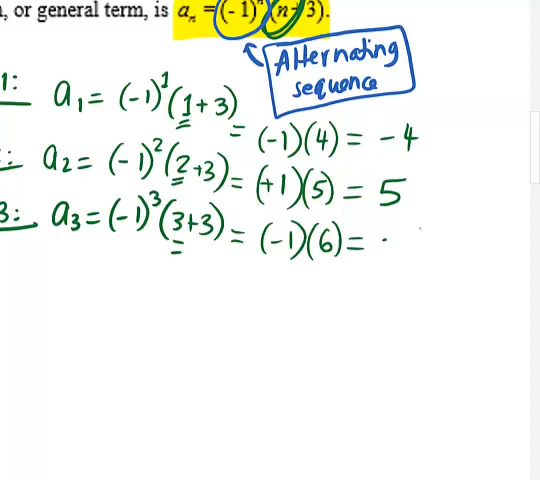 , or general term, is aₙ = (-1)ⁿ(n+3).
Alternating
sequence
1: a₁ = (-1)¹(1+3) = (-1)(4) = -4
: a₂ = (-1)²(2+3) = (+1)(5) = 5
3: a₃ = (-1)³(3+3) = (-1)(6) =